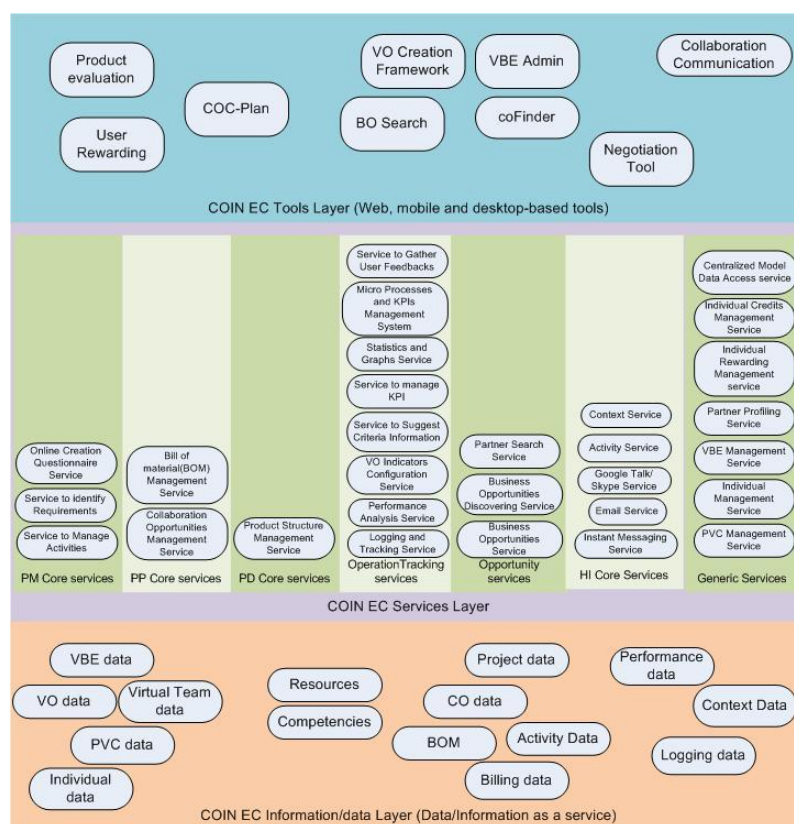 Product
evaluation
User
Rewarding
COC-Plan
VO Creation
Framework
BO Search
VBE Admin
coFinder
Collaboration
Communication
Negotiation
Tool
COIN EC Tools Layer (Web, mobile and desktop-based tools)
Online Creation
Questionnaire
Service
Service to identify
Requirements
Service to Manage
Activities
PM Core services
Bill of
material(BOM)
Management
Service
Collaboration
Opportunities
Management
Service
PP Core services
Product Structure
Management
Service
PD Core services
Service to Gather
User Feedbacks
Micro Processes
and KPIs
Management
System
Statistics and
Graphs Service
Service to manage
KPI
Service to Suggest
Criteria Information
VO Indicators
Configuration
Service
Performance
Analysis Service
Logging and
Tracking Service
OperationTracking
services
Partner Search
Service
Business
Opportunities
Discovering Service
Business
Opportunities
Service
Opportunity
services
Context Service
Activity Service
Google Talk/
Skype Service
Email Service
Instant Messaging
Service
HI Core Services
Centralized Model
Data Access service
Individual Credits
Management
Service
Individual
Rewarding
Management
service
Partner Profiling
Service
VBE Management
Service
Individual
Management
Service
PVC Management
Service
Generic Services
COIN EC Services Layer
VBE data
VO data
Virtual Team
data
PVC data
Individual
data
Resources
Competencies
Project data
CO data
BOM
Activity Data
Billing data
Performance
data
Context Data
Logging data
COIN EC Information/data Layer (Data/Information as a service)